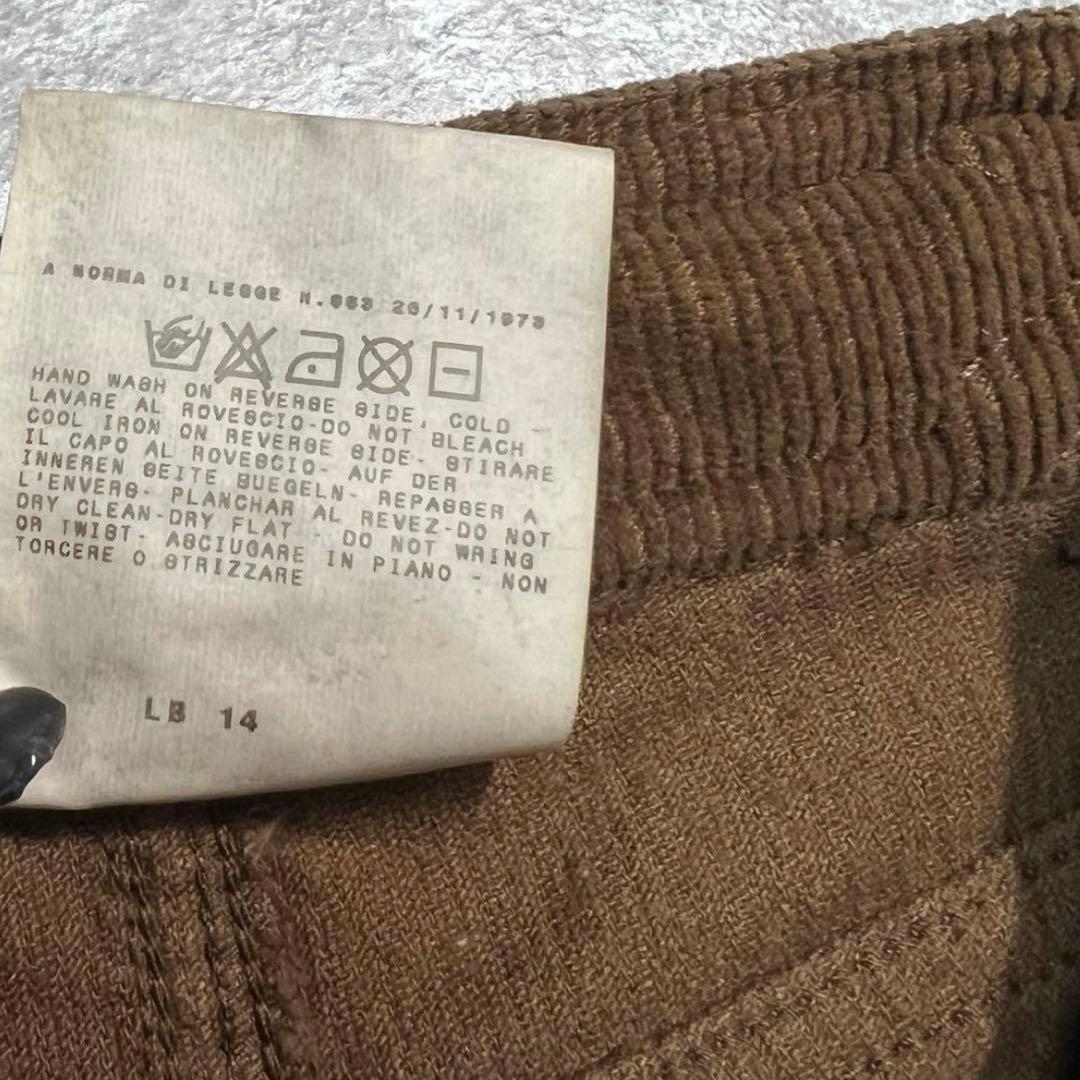 A NORMA DI LEGGE N.883 26/11/1973
HAND WASH ON REVERSE SIDE, COLD -
LAVARE AL ROVESCIO-DO NOT BLEACH
COOL IRON ON REVERSE SIDE- STIRARE
IL CAPO AL ROVESCIO- AUF DER
INNEREN SEITE BUEGELN- REPASSER A
L'ENVERS- PLANCHAR AL REVEZ-DO NOT
DRY CLEAN-DRY FLAT - DO NOT WRING
OR TWIST- ASCIUGARE IN PIANO - NON
TORCERE O STRIZZARE
LB 14